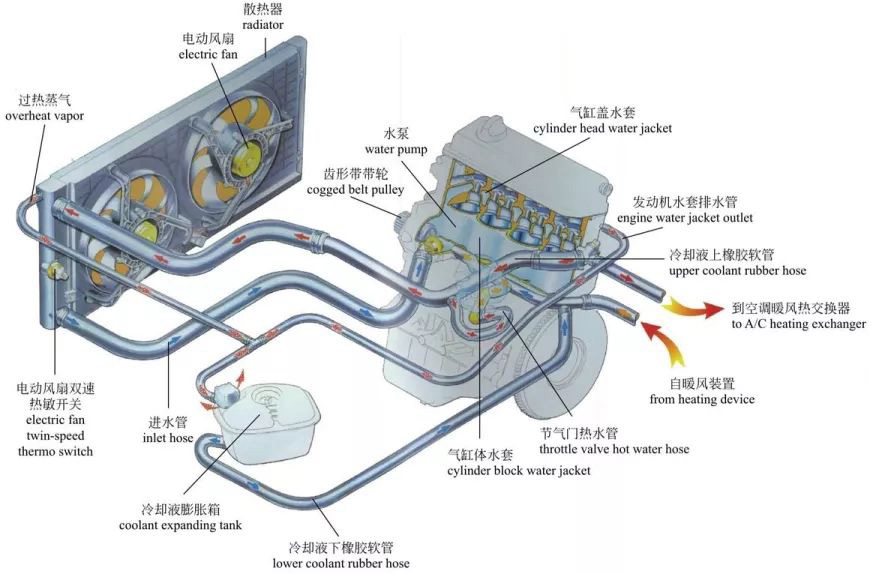 散热器
radiator
电动风扇
electric fan
过热蒸气
overheat vapor
水泵
water pump
气缸盖水套
cylinder head water jacket
齿形带带轮
cogged belt pulley
发动机水套排水管
engine water jacket outlet
冷却液上橡胶软管
upper coolant rubber hose
到空调暖风热交换器
to A/C heating exchanger
自暖风装置
from heating device
电动风扇双速
热敏开关
electric fan
twin-speed
thermo switch
进水管
inlet hose
节气门热水管
throttle valve hot water hose
气缸体水套
cylinder block water jacket
冷却液膨胀箱
coolant expanding tank
冷却液下橡胶软管
lower coolant rubber hose